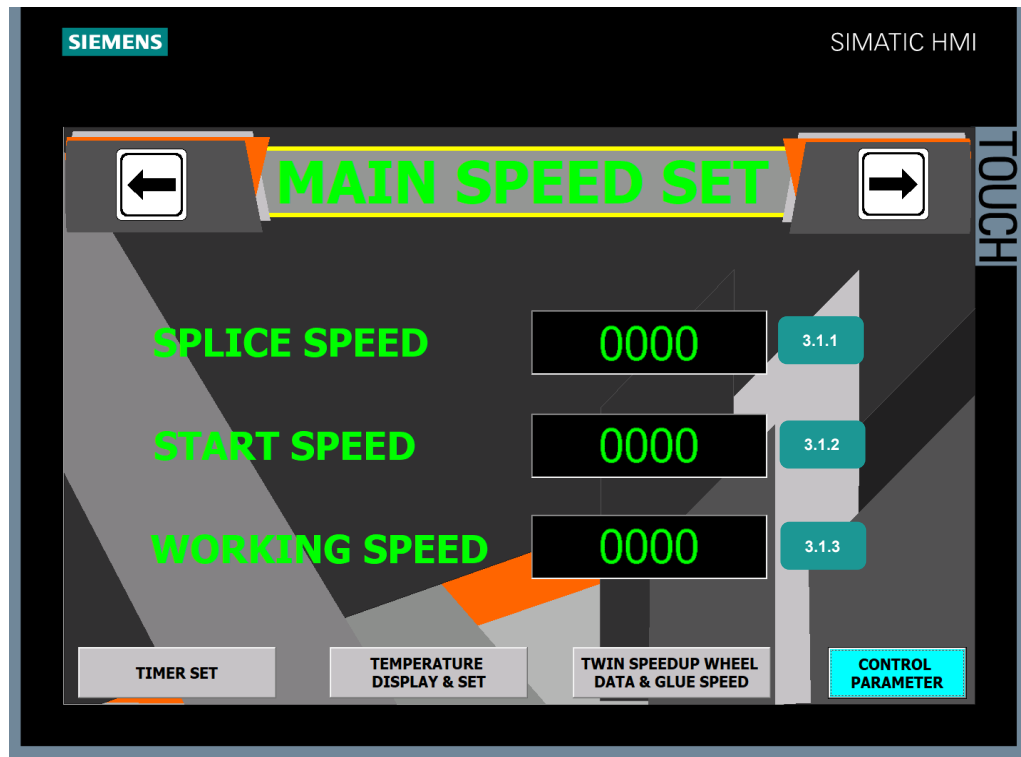 SIEMENS
SIMATIC HMI
TOUCH
MAIN SPEED SET
SPLICE SPEED
0000
3.1.1
START SPEED
0000
3.1.2
WORKING SPEED
0000
3.1.3
TIMER SET
TEMPERATURE
DISPLAY & SET
TWIN SPEEDUP WHEEL
DATA & GLUE SPEED
CONTROL
PARAMETER